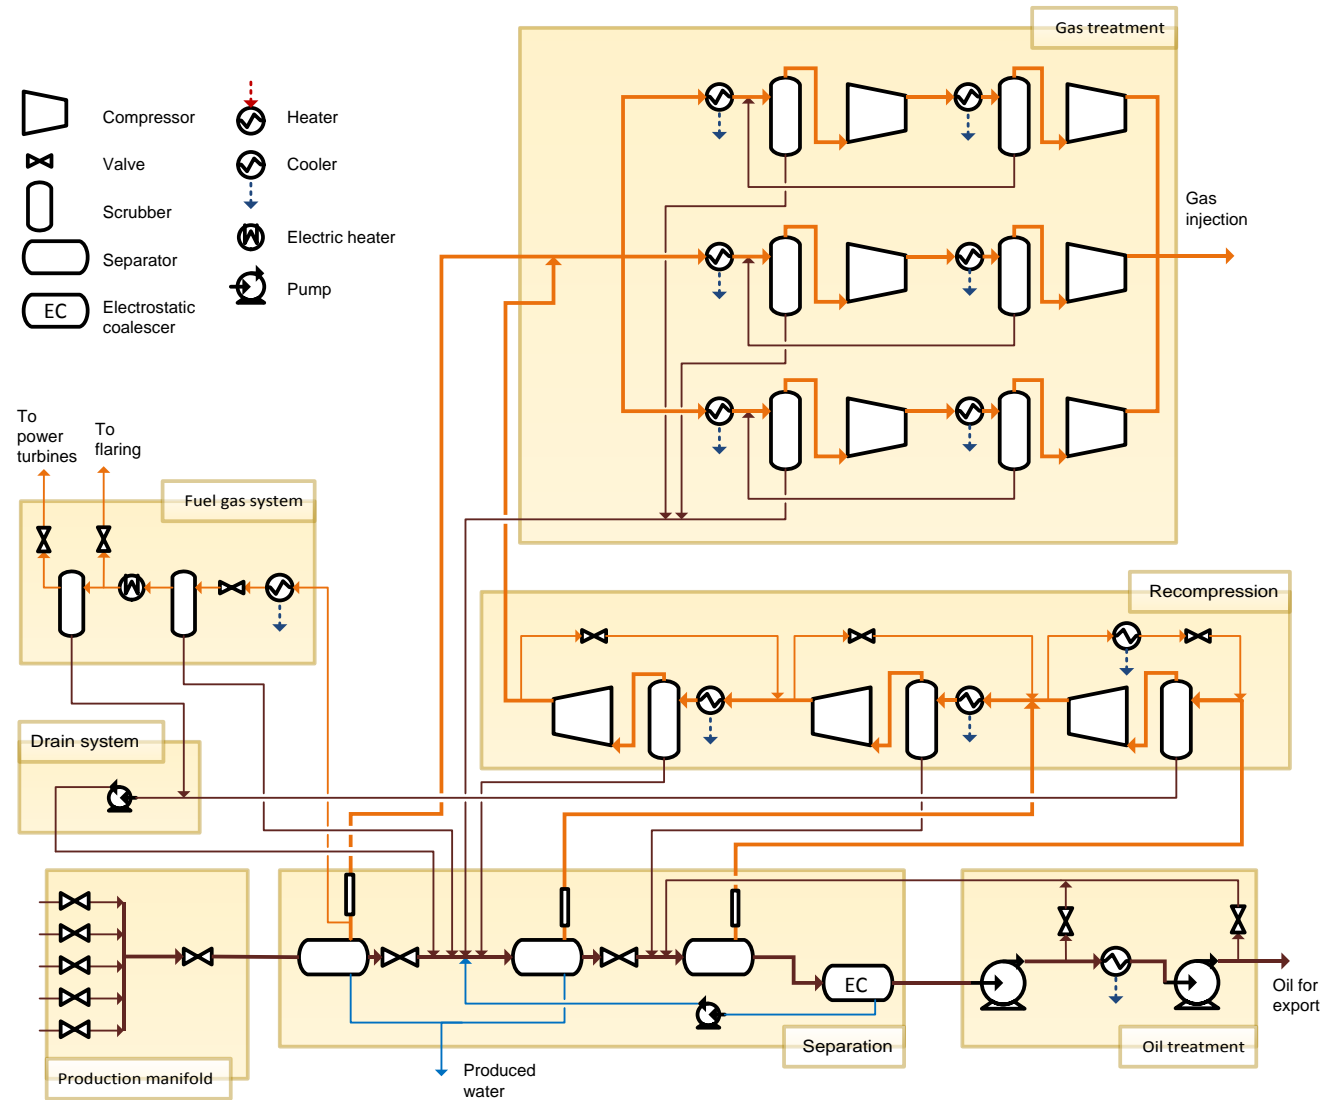 Gas treatment
Compressor
Heater
Valve
Cooler
Scrubber
Electric heater
Separator
Pump
EC
Electrostatic
coalescer
Gas
injection
To
power
turbines
To
flaring
Fuel gas system
Recompression
Drain system
EC
Oil for
export
Separation
Oil treatment
Production manifold
Produced
water